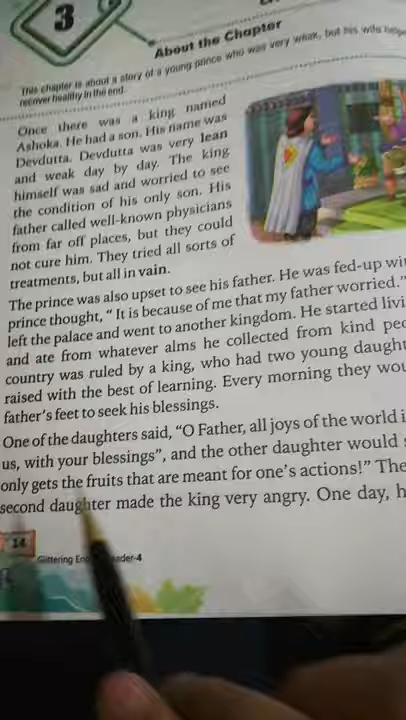 3
About the Chapter
This chapter is about a story of a young prince who was very weak, but his wife
recover healthy in the end.
Once there was a king named
Ashoka. He had a son. His name was
Devdutta. Devdutta was very lean
and weak day by day. The king
himself was sad and worried to see
the condition of his only son. His
father called well-known physicians
from far off places, but they could
not cure him. They tried all sorts of
treatments, but all in vain.
The prince was also upset to see his father. He was fed-up
prince thought, “ It is because of me that my father worried.”
left the palace and went to another kingdom. He started
and ate from whatever alms he collected from kind
country was ruled by a king, who had two young
raised with the best of learning. Every morning they
father's feet to seek his blessings.
One of the daughters said, “O Father, all joys of the world
us, with your blessings”, and the other daughter would
only gets the fruits that are meant for one's actions!” The
second daughter made the king very angry. One day,
14
Glittering